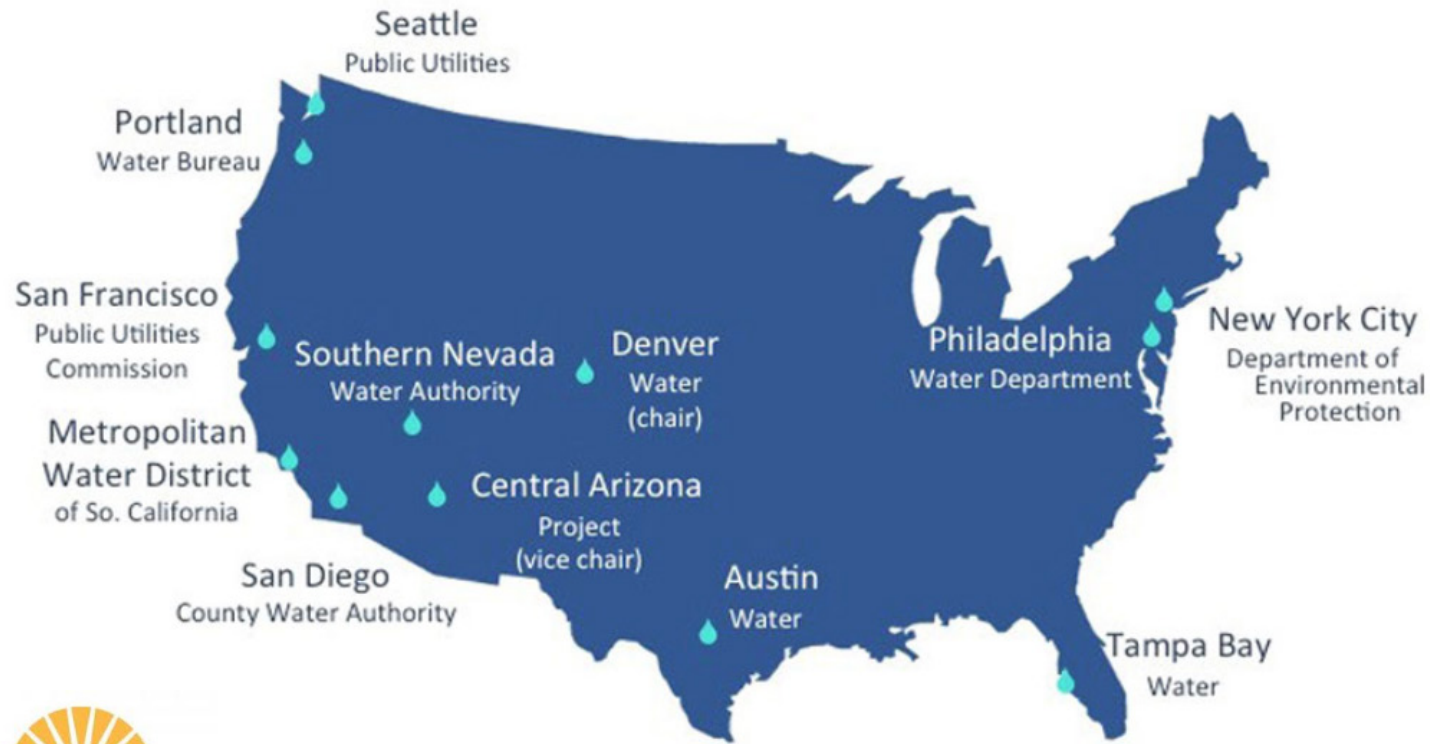 Seattle
Public Utilities
Portland
Water Bureau
San Francisco
Public Utilities
Commission
Southern Nevada
Water Authority
Denver
Water
(chair)
Philadelphia
Water Department
New York City
Department of
Environmental
Protection
Metropolitan
Water District
of So. California
Central Arizona
Project
(vice chair)
San Diego
County Water Authority
Austin
Water
Tampa Bay
Water